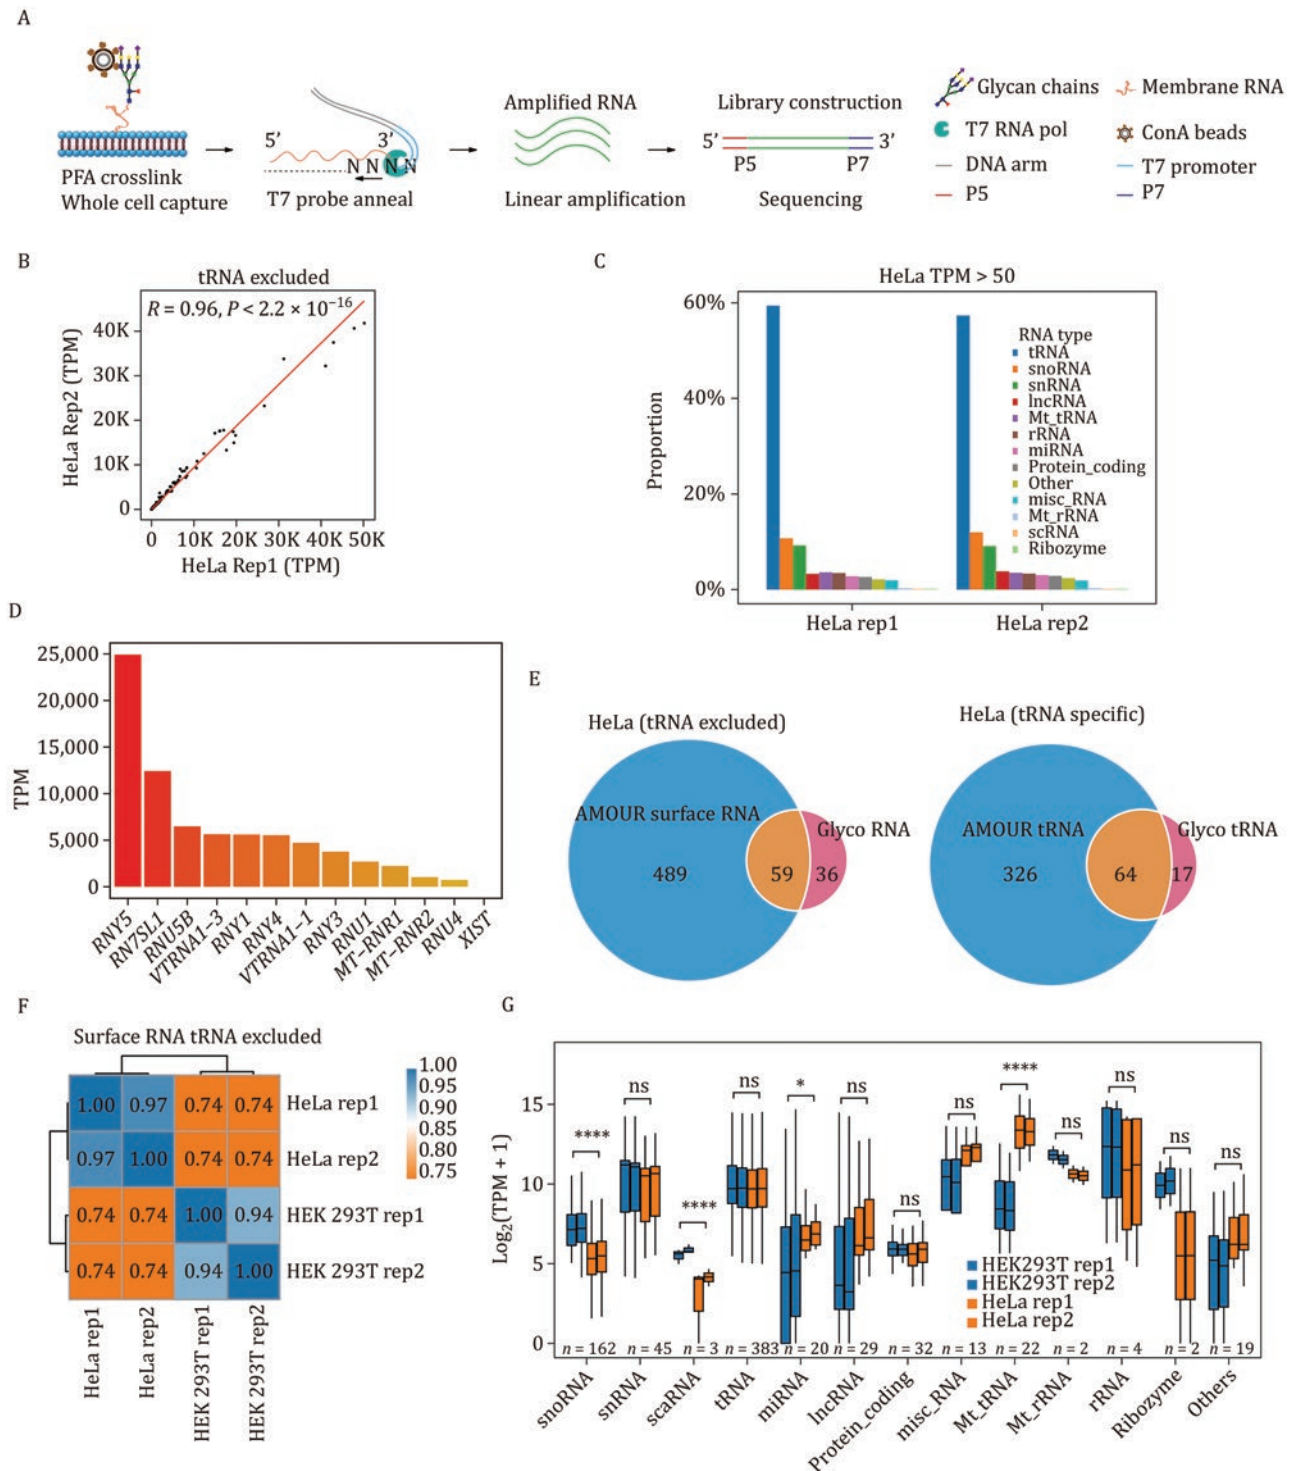 A
5’
3’
N N N N
PFA crosslink
Whole cell capture
T7 probe anneal
Amplified RNA
Linear amplification
Library construction
5’
3’
P5
P7
Sequencing
Glycan chains
Membrane RNA
T7 RNA pol
ConA beads
DNA arm
T7 promoter
P5
P7
B
tRNA excluded
R = 0.96, P < 2.2 × 10−16
40K
30K
20K
10K
0
HeLa Rep2 (TPM)
0 10K 20K 30K 40K 50K
HeLa Rep1 (TPM)
C
HeLa TPM > 50
60%
40%
20%
0%
Proportion
RNA type
tRNA
snoRNA
snRNA
lncRNA
Mt_tRNA
rRNA
miRNA
Protein_coding
Other
misc_RNA
Mt_rRNA
scRNA
Ribozyme
HeLa rep1
HeLa rep2
D
25,000
20,000
15,000
10,000
5,000
0
TPM
RNY5
RN7SL1
RNU5B
VTRNA1–3
RNY1
RNY4
VTRNA1–1
RNY3
RNU1
MT–RNR1
MT–RNR2
RNU4
XIST
E
HeLa (tRNA excluded)
AMOUR surface RNA
Glyco RNA
489
59
36
HeLa (tRNA specific)
AMOUR tRNA
Glyco tRNA
326
64
17
F
Surface RNA tRNA excluded
1.00 0.97 0.74 0.74 HeLa rep1
0.97 1.00 0.74 0.74 HeLa rep2
0.74 0.74 1.00 0.94 HEK 293T rep1
0.74 0.74 0.94 1.00 HEK 293T rep2
HeLa rep1
HeLa rep2
HEK 293T rep1
HEK 293T rep2
1.00
0.95
0.90
0.85
0.80
0.75
G
15
10
5
0
Log2(TPM + 1)
****
ns
****
ns
*
ns
ns
ns
****
ns
ns
ns
ns
HEK293T rep1
HEK293T rep2
HeLa rep1
HeLa rep2
n = 162
n = 45
n = 3
n = 383
n = 20
n = 29
n = 32
n = 13
n = 22
n = 2
n = 4
n = 2
n = 19
snoRNA
snRNA
scaRNA
tRNA
miRNA
lncRNA
Protein_coding
misc_RNA
Mt_tRNA
Mt_rRNA
rRNA
Ribozyme
Others